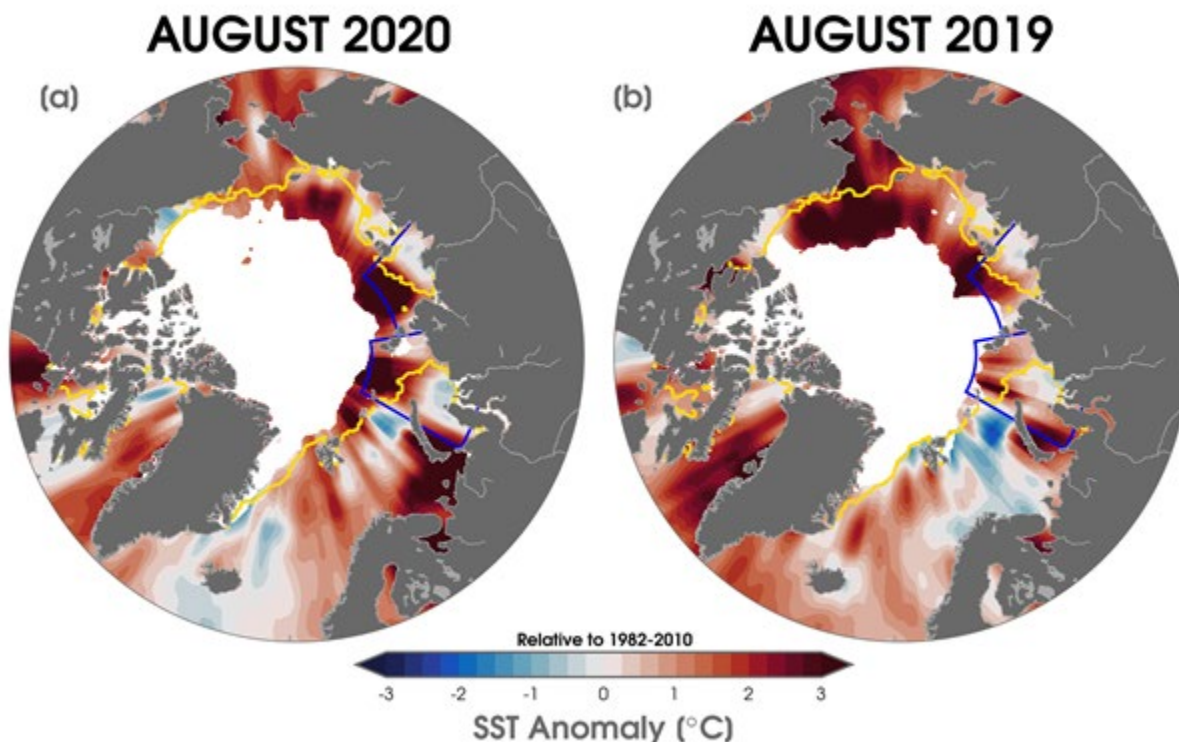 AUGUST 2020
AUGUST 2019
(a)
(b)
Relative to 1982-2010
-3 -2 -1 0 1 2 3
SST Anomaly (°C)